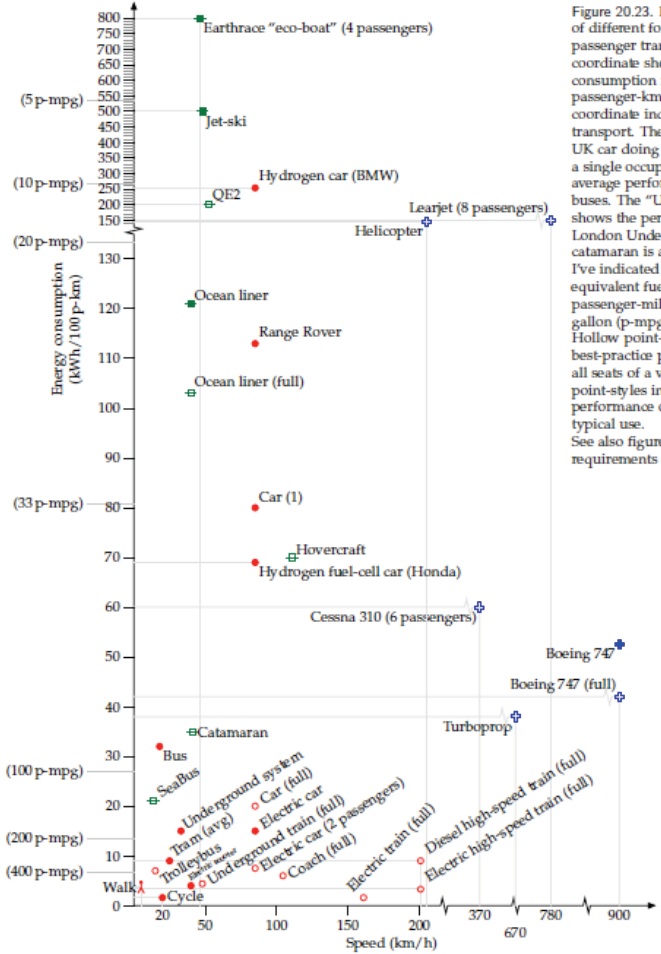 Figure 20.23.
of different fo
passenger tran
coordinate sho
consumption
passenger-km
coordinate ind
transport. The
UK car doing
a single occup
average perfor
buses. The "U
shows the per
London Unde
catamaran is a
I've indicated
equivalent fue
passenger-mil
gallon (p-mpg
Hollow point-
best-practice p
all seats of a v
point-styles in
performance o
typical use.
See also figure
requirements
800
750
700
650
600
550
500
450
400
350
300
250
200
150
130
120
110
100
90
80
70
60
50
40
30
20
10
0
(5 p-mpg)
(10 p-mpg)
(20 p-mpg)
(33 p-mpg)
(100 p-mpg)
(200 p-mpg)
(400 p-mpg)
Energy consumption
(kWh/100 p-km)
Earthrace "eco-boat" (4 passengers)
Jet-ski
Hydrogen car (BMW)
QE2
Learjet (8 passengers)
Helicopter
Ocean liner
Range Rover
Ocean liner (full)
Car (1)
Hovercraft
Hydrogen fuel-cell car (Honda)
Cessna 310 (6 passengers)
Boeing 747
Boeing 747 (full)
Turboprop
Catamaran
Bus
SeaBus
Underground system
Tram (avg)
Trolleybus
Electric scooter
Car (full)
Electric car
Underground train (full)
Electric car (2 passengers)
Coach (full)
Electric train (full)
Diesel high-speed train (full)
Electric high-speed train (full)
Walk
Cycle
20
50
100
150
200
370
670
780
900
Speed (km/h)